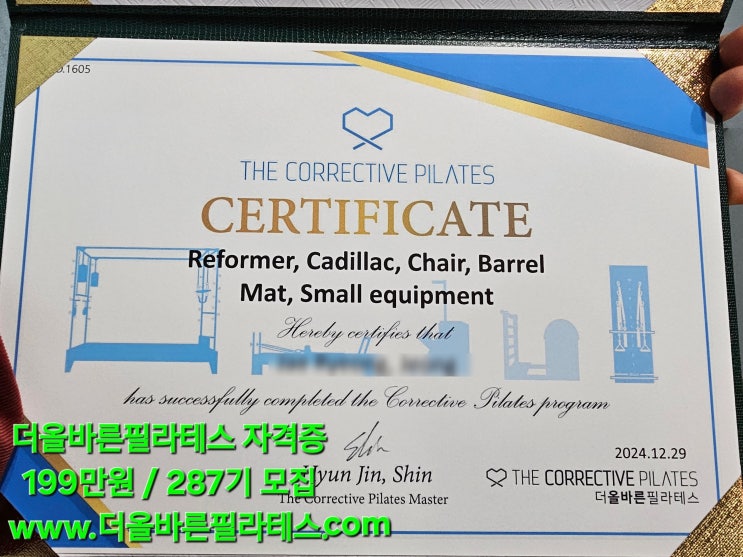 .1605
THE CORRECTIVE PILATES
CERTIFICATE
Reformer, Cadillac, Chair, Barrel
Mat, Small equipment
Hereby certifies that
has successfully completed the Corrective Pilates program
더올바른필라테스 자격증
199만원 / 287기 모집
www.더올바른필라테스.com
Hyun Jin, Shin
The Corrective Pilates Master
2024.12.29
THE CORRECTIVE PILATES
더올바른필라테스